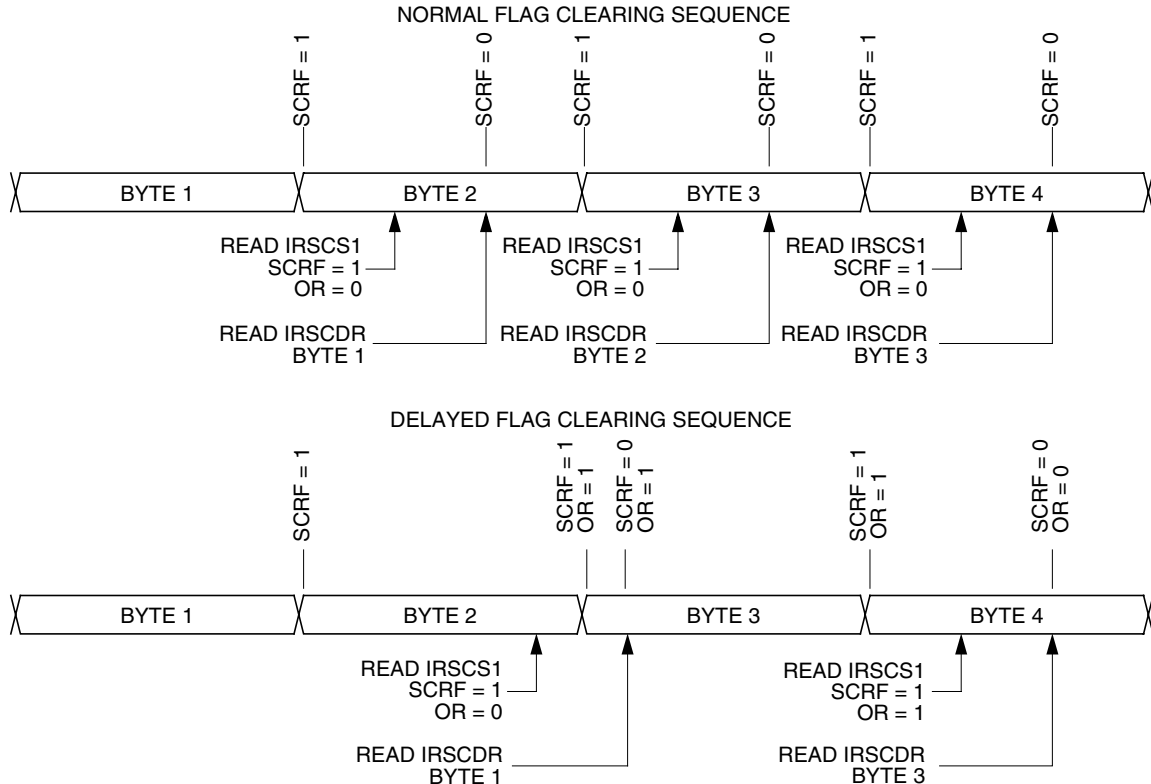 NORMAL FLAG CLEARING SEQUENCE
SCRF = 1
SCRF = 0
SCRF = 1
SCRF = 0
SCRF = 1
SCRF = 0
BYTE 1
BYTE 2
BYTE 3
BYTE 4
READ IRSCS1
SCRF = 1
OR = 0
READ IRSCS1
SCRF = 1
OR = 0
READ IRSCS1
SCRF = 1
OR = 0
READ IRSCDR
BYTE 1
READ IRSCDR
BYTE 2
READ IRSCDR
BYTE 3
DELAYED FLAG CLEARING SEQUENCE
SCRF = 1
SCRF = 1
OR = 1
SCRF = 0
OR = 1
SCRF = 1
OR = 1
SCRF = 0
OR = 0
BYTE 1
BYTE 2
BYTE 3
BYTE 4
READ IRSCS1
SCRF = 1
OR = 0
READ IRSCS1
SCRF = 1
OR = 1
READ IRSCDR
BYTE 1
READ IRSCDR
BYTE 3